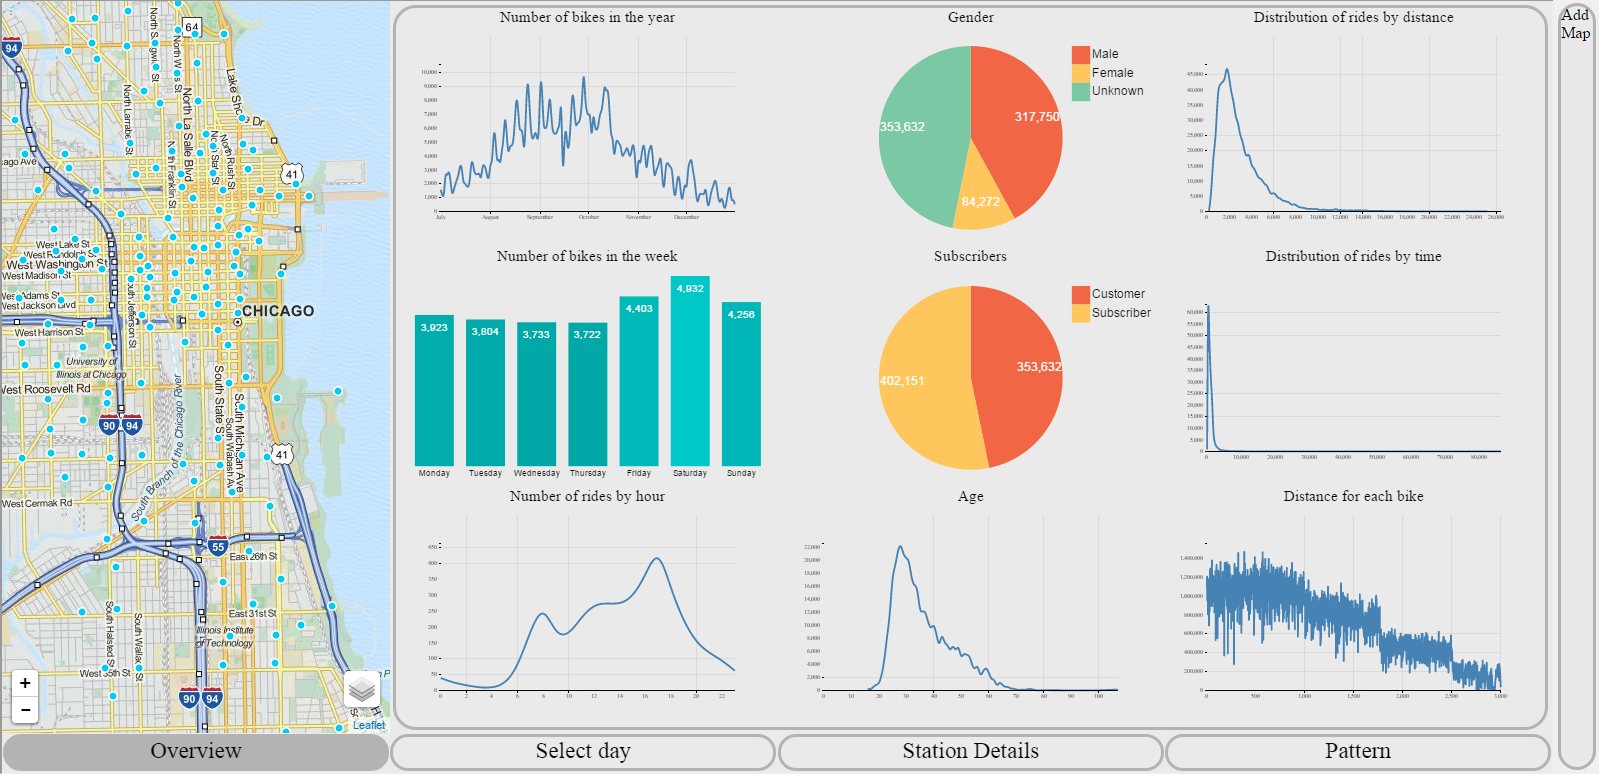 64
94
North Sedgwick St
North Wells St
Lake Shore Dr
North Larrabee St
North La Salle Blvd
North State St
North Rush St
North Franklin St
cago Ave
41
West Lake St
West Randolph St
West Washington St
West Madison St
West Adams St
West Jackson Blvd
South Jefferson St
CHICAGO
West Harrison St
University of
Illinois at Chicago
West Roosevelt Rd
South Branch of the Chicago River
South State St
South Michigan Ave
South Wabash Av
90
94
41
West Cermak Rd
55
East 26th St
East 31st St
South Halsted St
South Wallac St
Illinois Institute
of Technology
West 35th St
90
94
+
−
Leaflet
Number of bikes in the year
10,000
9,000
8,000
7,000
6,000
5,000
4,000
3,000
2,000
1,000
0
July
August
September
October
November
December
Gender
353,632
317,750
84,272
Male
Female
Unknown
Distribution of rides by distance
45,000
40,000
35,000
30,000
25,000
20,000
15,000
10,000
5,000
0
0
2,000
4,000
6,000
8,000
10,000
12,000
14,000
16,000
18,000
20,000
22,000
24,000
26,000
Number of bikes in the week
3,923
3,804
3,733
3,722
4,403
4,932
4,256
Monday
Tuesday
Wednesday
Thursday
Friday
Saturday
Sunday
Subscribers
402,151
353,632
Customer
Subscriber
Distribution of rides by time
60,000
55,000
50,000
45,000
40,000
35,000
30,000
25,000
20,000
15,000
10,000
5,000
0
0
10,000
20,000
30,000
40,000
50,000
60,000
70,000
80,000
Number of rides by hour
450
400
350
300
250
200
150
100
50
0
0
2
4
6
8
10
12
14
16
18
20
22
Age
22,000
20,000
18,000
16,000
14,000
12,000
10,000
8,000
6,000
4,000
2,000
0
0
10
20
30
40
50
60
70
80
90
100
Distance for each bike
1,400,000
1,200,000
1,000,000
800,000
600,000
400,000
200,000
0
0
500
1,000
1,500
2,000
2,500
3,000
Add
Map
Overview
Select day
Station Details
Pattern